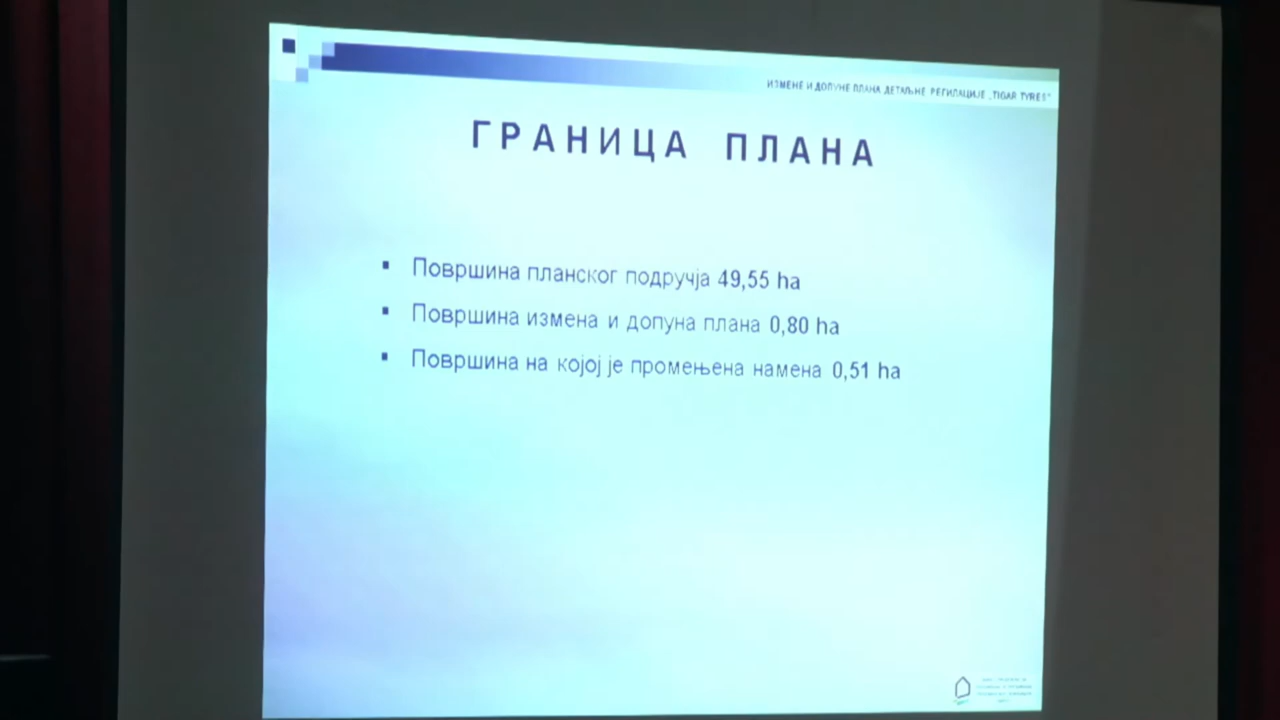 ИЗМЕНЕ И ДОПУНЕ ПЛАНА ДЕТАЉНЕ РЕГУЛАЦИЈЕ „TIGAR TYRES"
ГРАНИЦА ПЛАНА
▪ Површина планског подручја 49,55 ha
▪ Површина измена и допуна плана 0,80 ha
▪ Површина на којој је промењена намена 0,51 ha